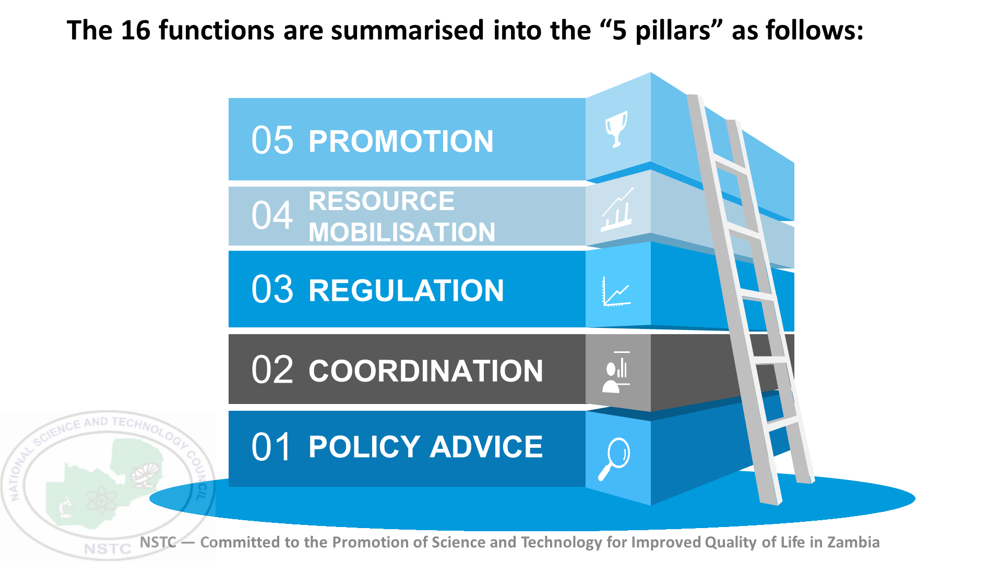 The 16 functions are summarised into the “5 pillars” as follows:
05 PROMOTION
04 RESOURCE
MOBILISATION
03 REGULATION
02 COORDINATION
01 POLICY ADVICE
NATIONAL SCIENCE AND TECHNOLOGY COUNCIL
NSTC
NSTC — Committed to the Promotion of Science and Technology for Improved Quality of Life in Zambia